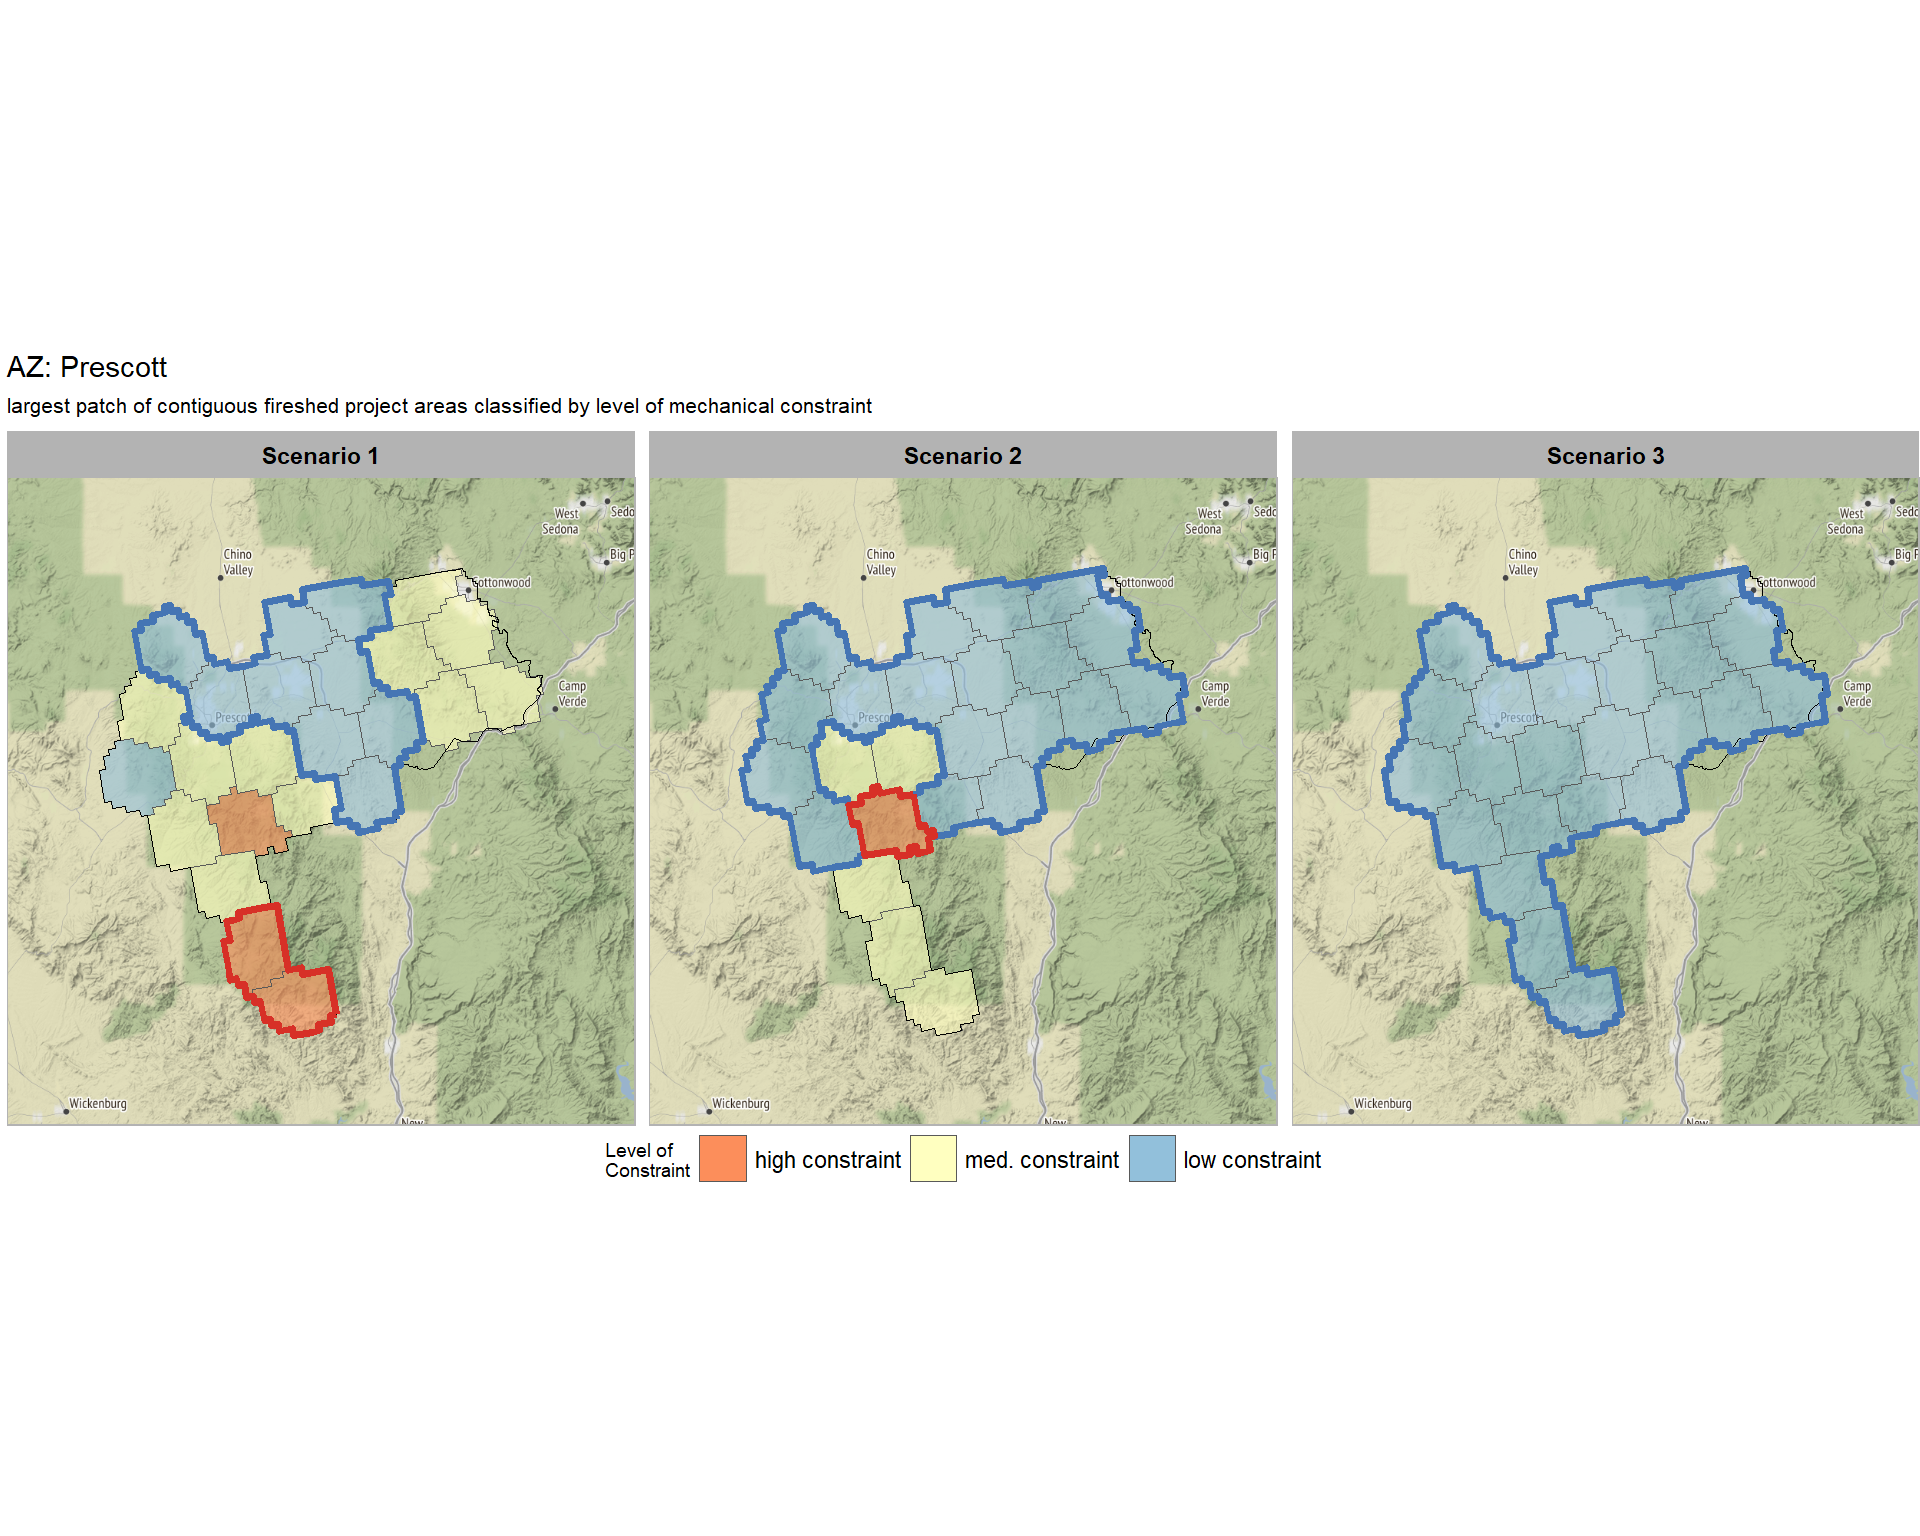 AZ: Prescott
largest patch of contiguous fireshed project areas classified by level of mechanical constraint
Scenario 1
Scenario 2
Scenario 3
West
Sedona
Sedo
Big P
Chino
Valley
Cottonwood
Camp
Verde
Presco
Wickenburg
New
West
Sedona
Sedo
Big P
Chino
Valley
Cottonwood
Camp
Verde
Presco
Wickenburg
New
West
Sedona
Sedo
Big P
Chino
Valley
ottonwood
Camp
Verde
Prescott
Wickenburg
New
Level of
Constraint
high constraint
med. constraint
low constraint